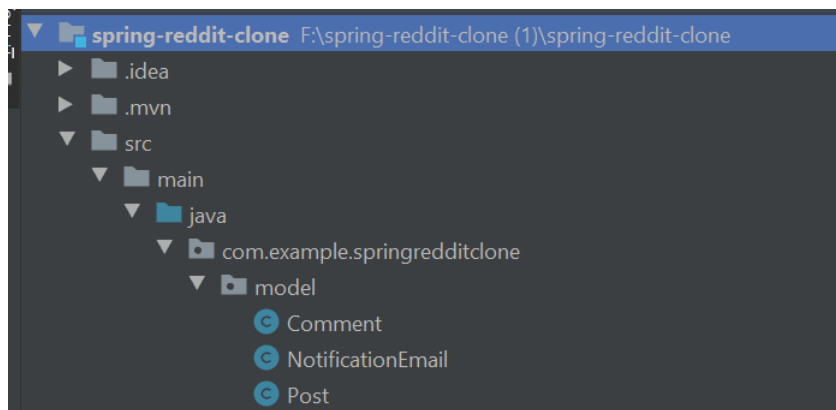 spring-reddit-clone F:\spring-reddit-clone (1)\spring-reddit-clone
.idea
.mvn
src
main
java
com.example.springredditclone
model
Comment
NotificationEmail
Post